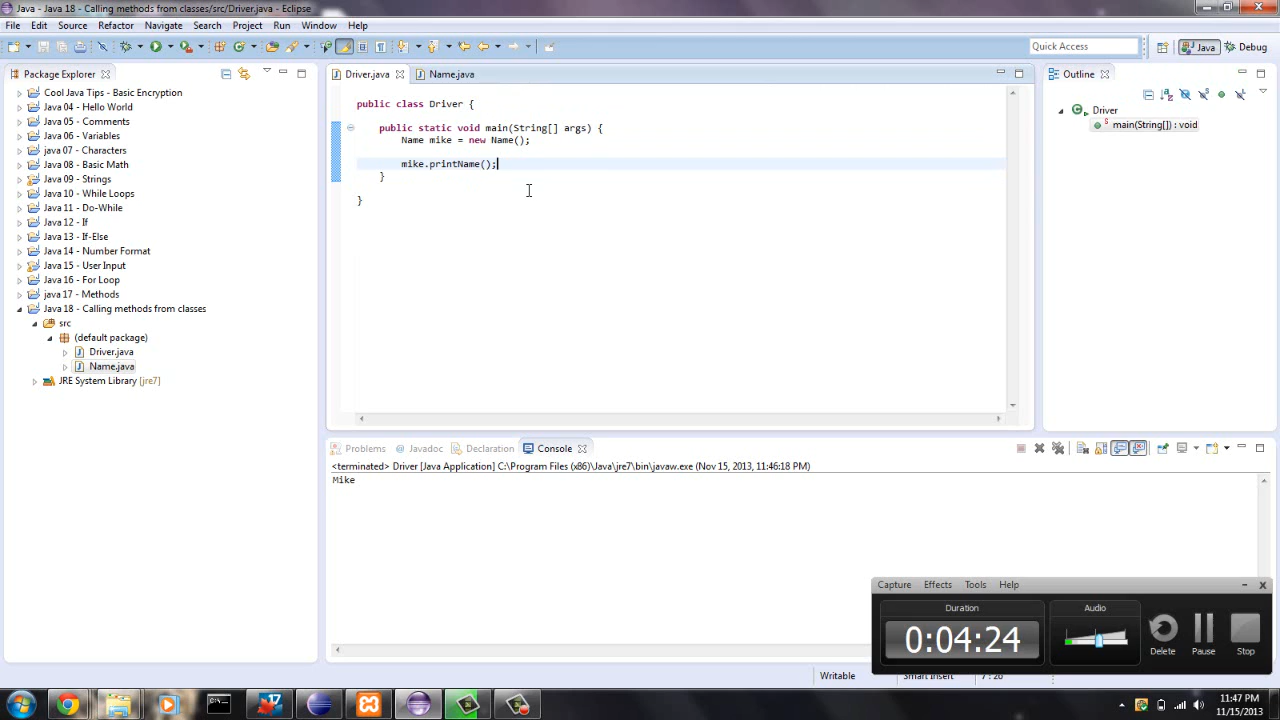 Java - Java 18 - Calling methods from classes/src/Driver.java - Eclipse
File Edit Source Refactor Navigate Search Project Run Window Help
Quick Access
Java
Debug
Package Explorer
Cool Java Tips - Basic Encryption
Java 04 - Hello World
Java 05 - Comments
Java 06 - Variables
java 07 - Characters
Java 08 - Basic Math
Java 09 - Strings
Java 10 - While Loops
Java 11 - Do-While
Java 12 - If
Java 13 - If-Else
Java 14 - Number Format
Java 15 - User Input
Java 16 - For Loop
java 17 - Methods
Java 18 - Calling methods from classes
src
(default package)
Driver.java
Name.java
JRE System Library [jre7]
Driver.java
Name.java
public class Driver {
public static void main(String[] args) {
Name mike = new Name();
mike.printName();
}
}
Outline
Driver
main(String[]) : void
Problems
Javadoc
Declaration
Console
<terminated> Driver [Java Application] C:\Program Files (x86)\Java\jre7\bin\javaw.exe (Nov 15, 2013, 11:46:18 PM)
Mike
Capture Effects Tools Help
Duration
0:04:24
Audio
Delete
Pause
Stop
Writable
Smart Insert
11:47 PM
11/15/2013